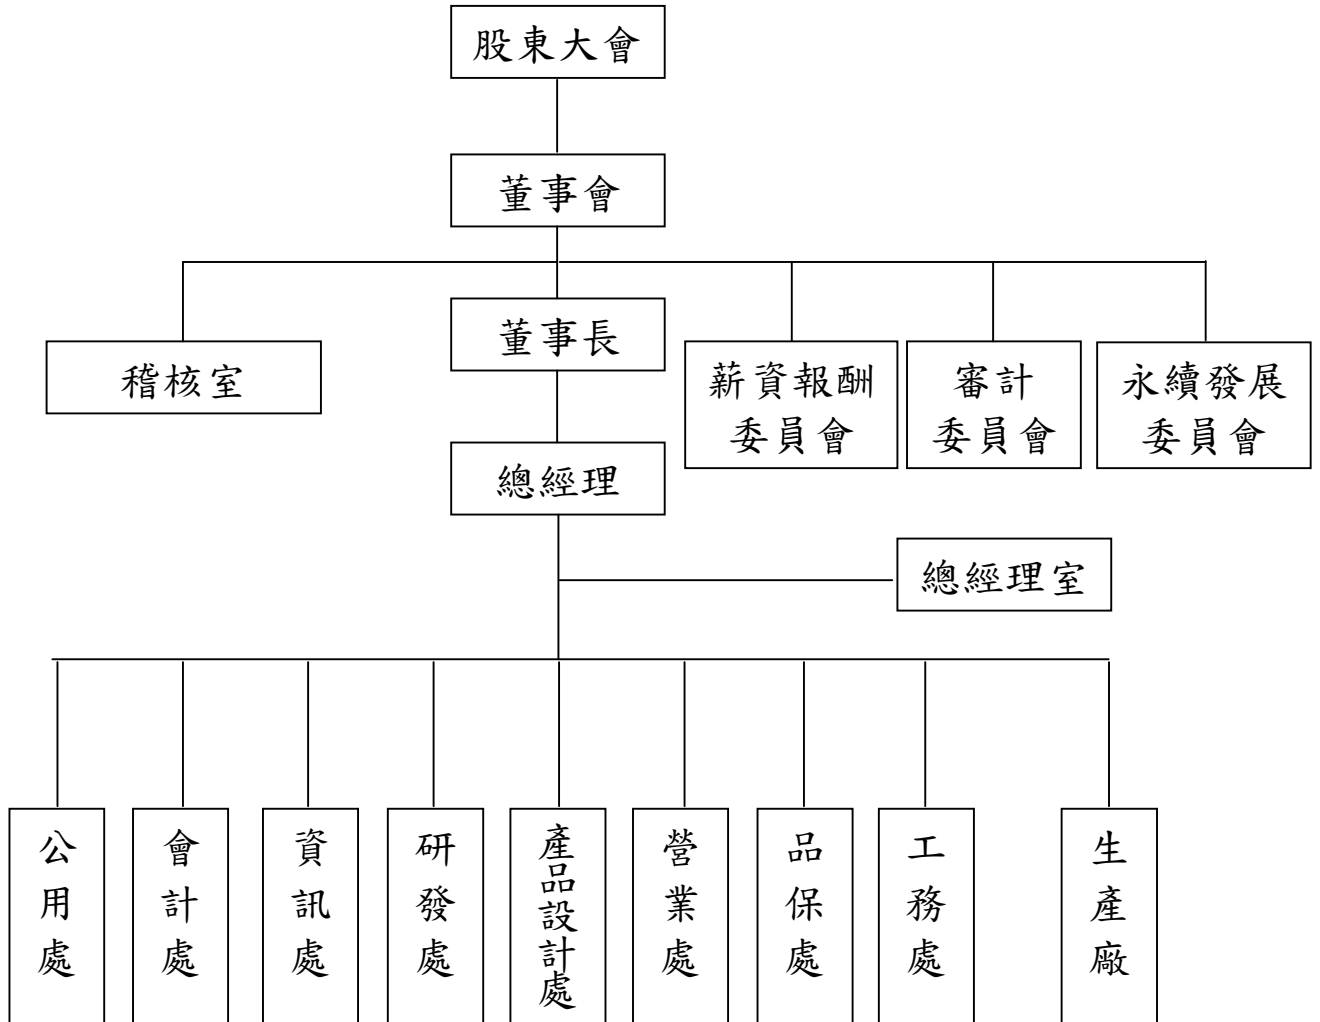 股東大會
董事會
董事長
稽核室
薪資報酬
委員會
審計
委員會
永續發展
委員會
總經理
總經理室
公用處
會計處
資訊處
研發處
產品設計處
營業處
品保處
工務處
生產廠